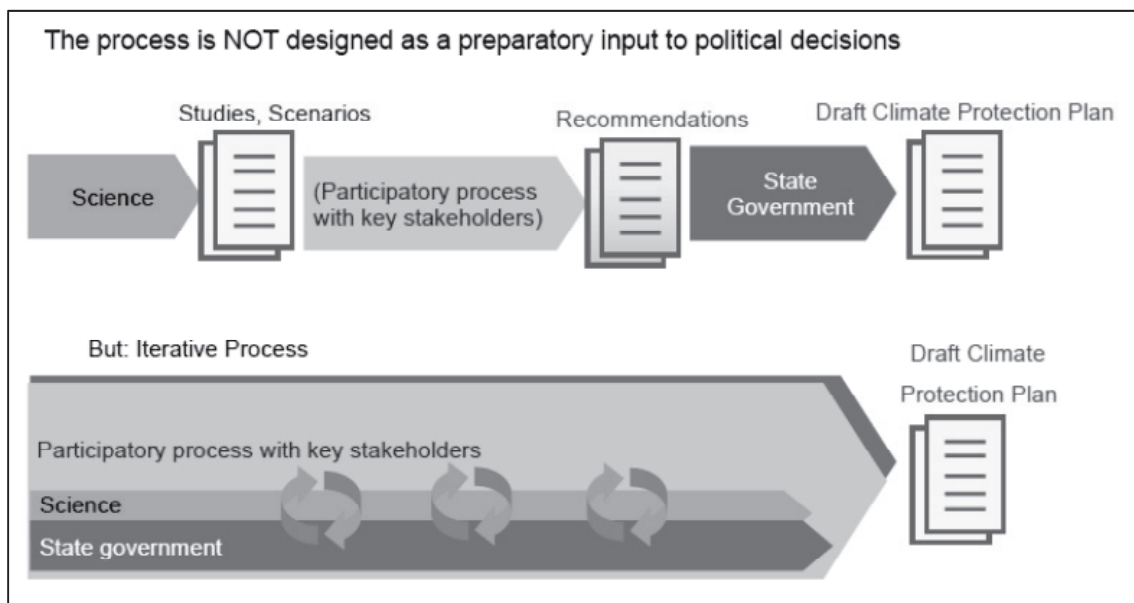 The process is NOT designed as a preparatory input to political decisions
Studies, Scenarios
Recommendations
Draft Climate Protection Plan
Science
(Participatory process
with key stakeholders)
State
Government
But: Iterative Process
Draft Climate
Protection Plan
Participatory process with key stakeholders
Science
State government